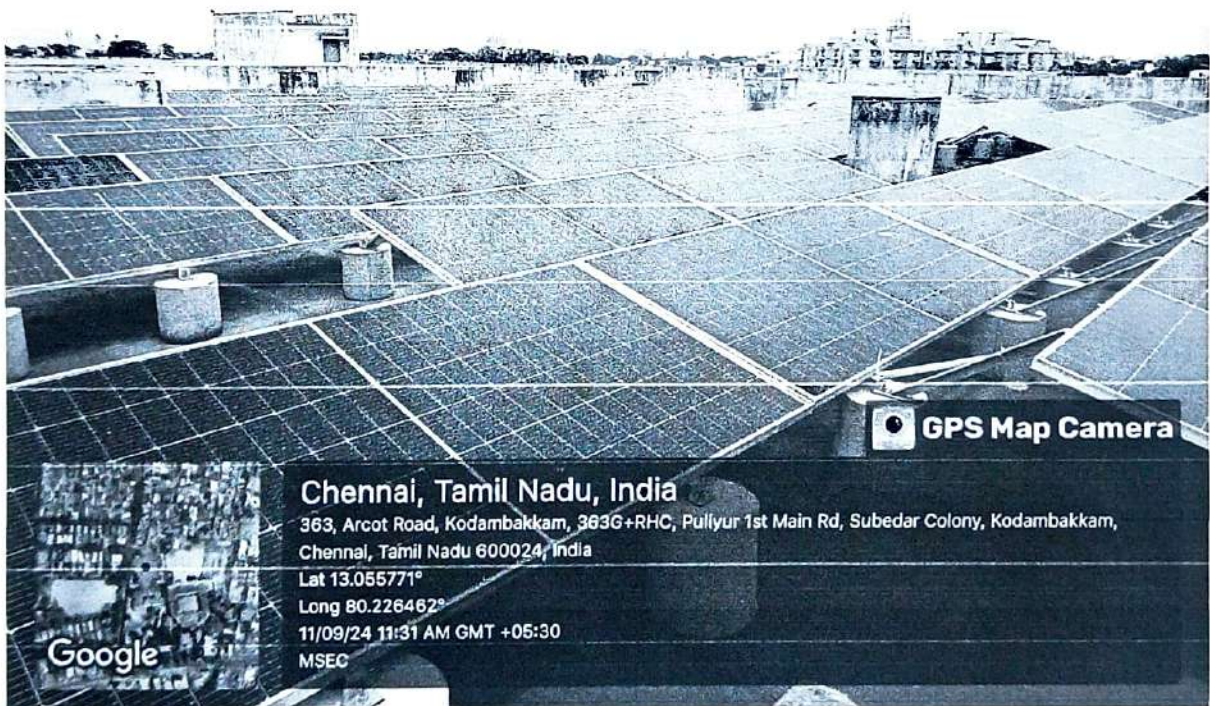 GPS Map Camera
Chennai, Tamil Nadu, India
363, Arcot Road, Kodambakkam, 363G+RHC, Puliyur 1st Main Rd, Subedar Colony, Kodambakkam,
Chennai, Tamil Nadu 600024, India
Lat 13.055771°
Long 80.226462°
11/09/24 11:31 AM GMT +05:30
MSEC
Google